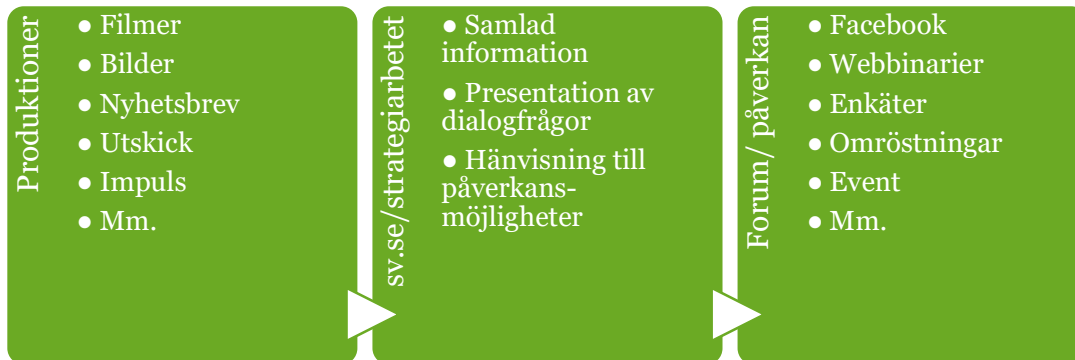 Produktioner
● Filmer
● Bilder
● Nyhetsbrev
● Utskick
● Impuls
● Mm.
sv.se/strategiarbetet
● Samlad
information
● Presentation av
dialogfrågor
● Hänvisning till
påverkans-
möjligheter
Forum/ påverkan
● Facebook
● Webbinarier
● Enkäter
● Omröstningar
● Event
● Mm.